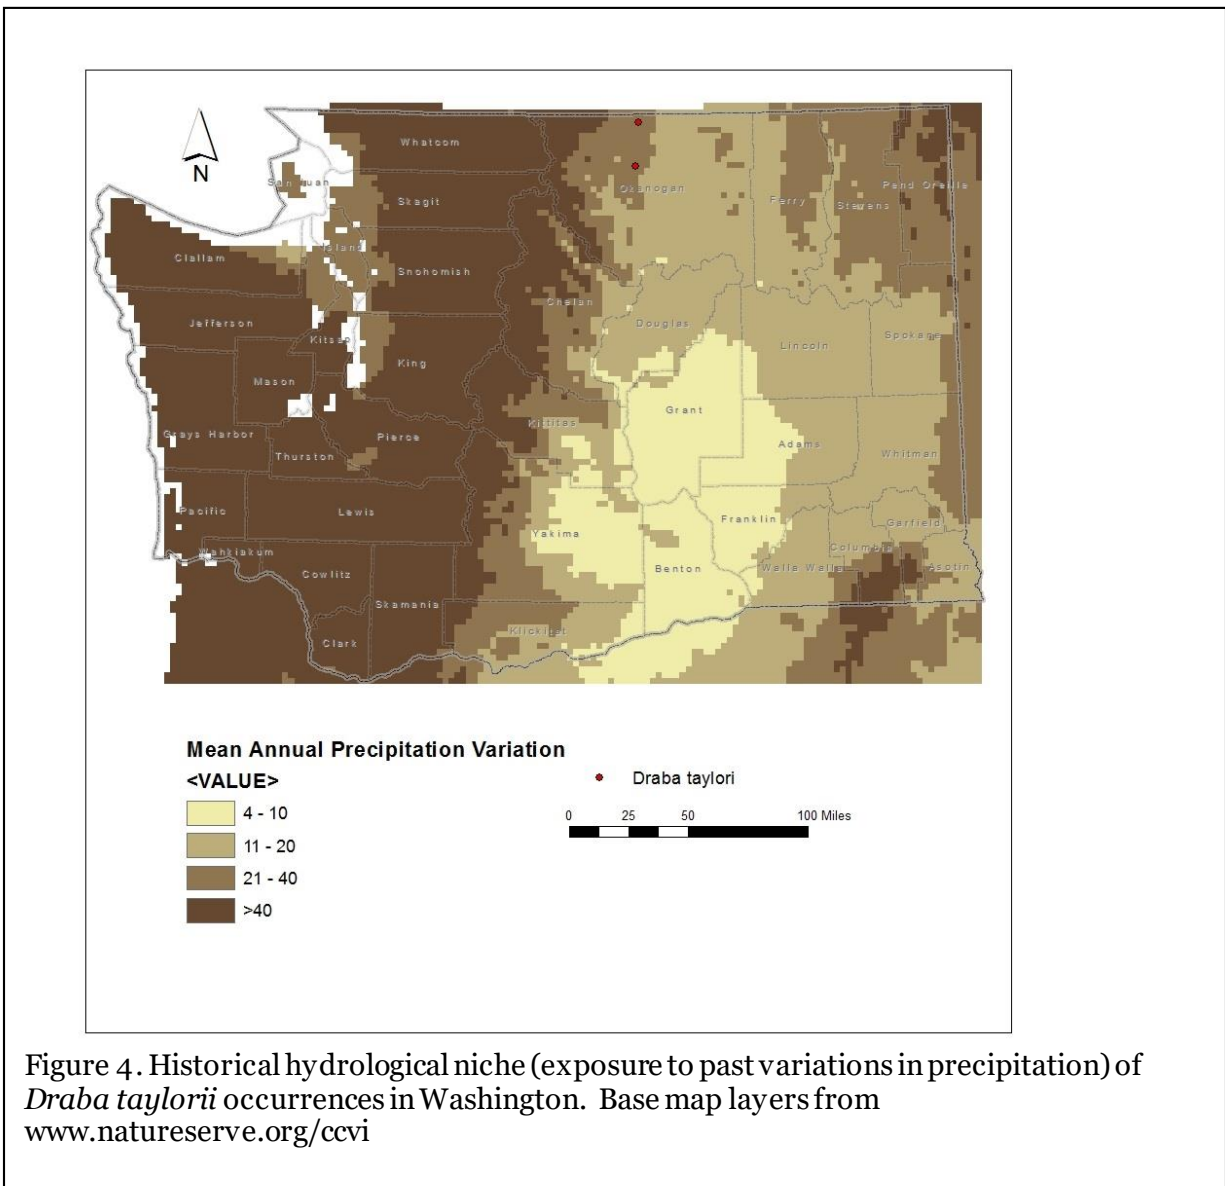 N
Whatcom
San Juan
Skagit
Okanogan
Ferry
Stevens
Pend Oreille
Island
Clallam
Snohomish
Chelan
Jefferson
Douglas
Kitsap
King
Lincoln
Spokane
Mason
Grant
Grays Harbor
Kittitas
Pierce
Thurston
Adams
Whitman
Pacific
Lewis
Franklin
Garfield
Yakima
Wahkiakum
Columbia
Cowlitz
Benton
Walla Walla
Asotin
Skamania
Klickitat
Clark
Mean Annual Precipitation Variation
<VALUE>
4 - 10
11 - 20
21 - 40
>40
Draba taylori
0 25 50 100 Miles
Figure 4. Historical hydrological niche (exposure to past variations in precipitation) of
Draba taylorii occurrences in Washington. Base map layers from
www.natureserve.org/ccvi